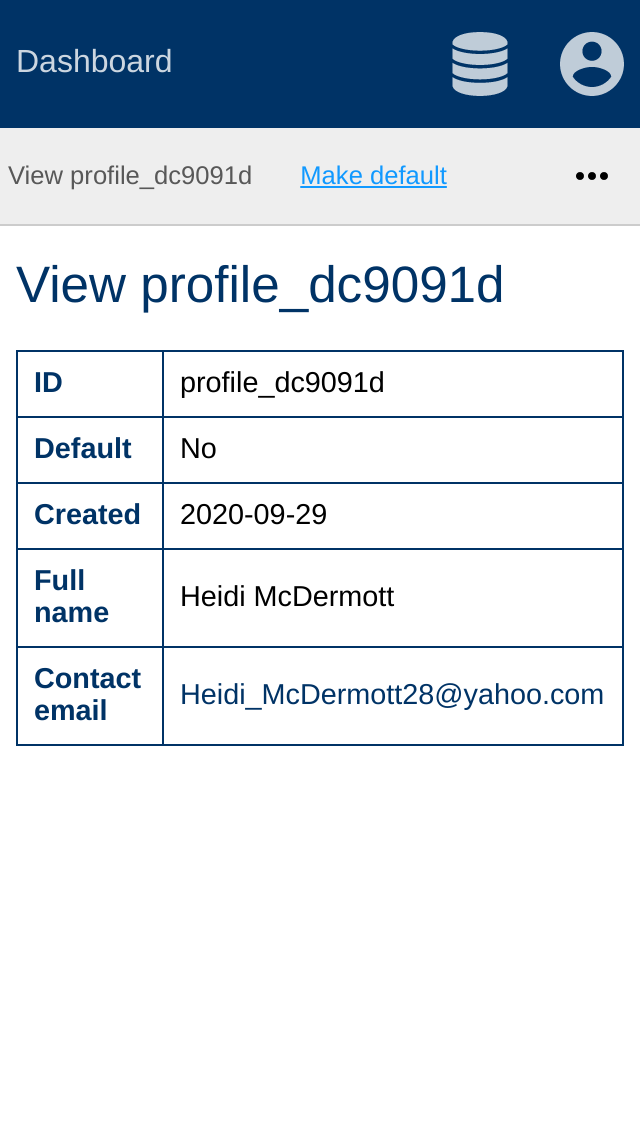 Dashboard
View profile_dc9091d Make default
View profile_dc9091d
ID profile_dc9091d
Default No
Created 2020-09-29
Full
name
Heidi McDermott
Contact
email
Heidi_McDermott28@yahoo.com